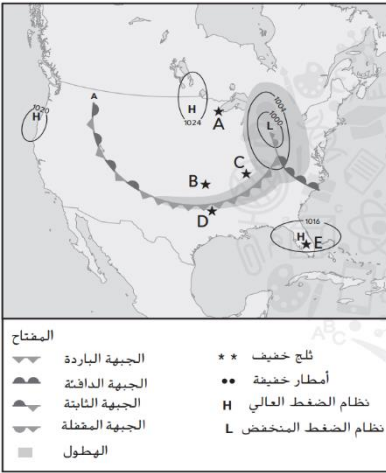 1020
H
A
H
1024
A
1004
1000
L
B
C
D
1016
H
E
ABC
المفتاح
الجبهة الباردة
الجبهة الدافئة
الجبهة الثابتة
الجبهة المقفلة
الهطول
ثلج خفيف
أمطار خفيفة
H نظام الضغط العالي
L نظام الضغط المنخفض